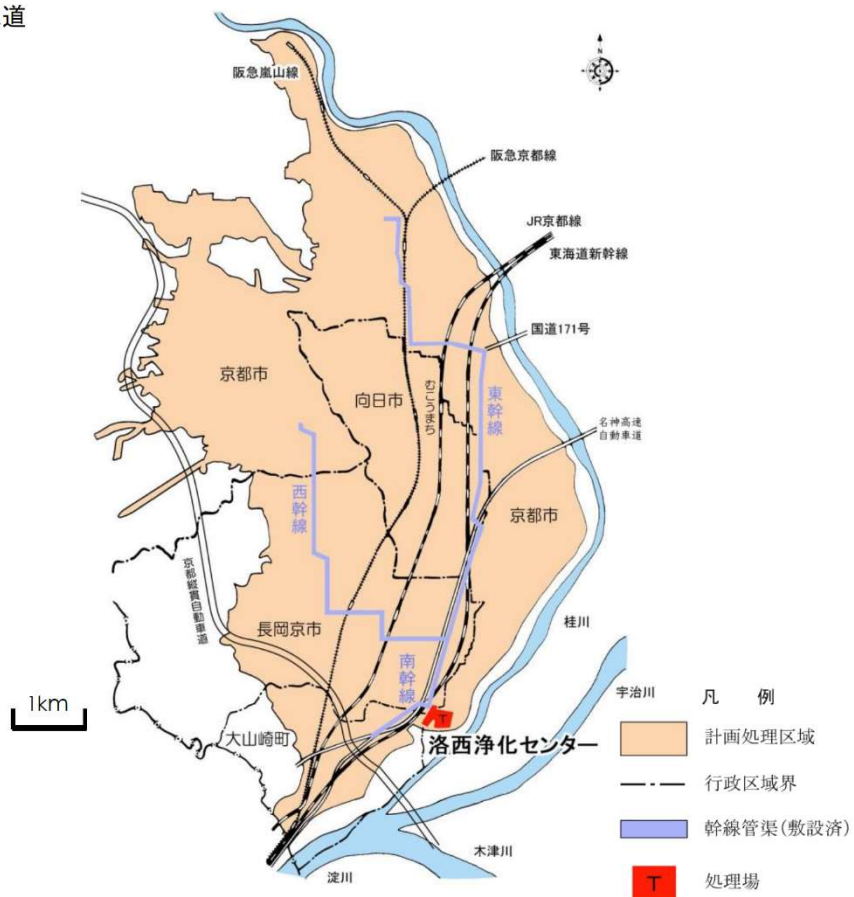 道
N
阪急嵐山線
阪急京都線
JR京都線
東海道新幹線
国道171号
京都市
向日市
むこうまち
東幹線
名神高速
自動車道
西幹線
京都市
京都縦貫自動車道
長岡京市
桂川
南幹線
1km
大山崎町
T
洛西浄化センター
宇治川
木津川
淀川
凡 例
計画処理区域
行政区域界
幹線管渠(敷設済)
T 処理場